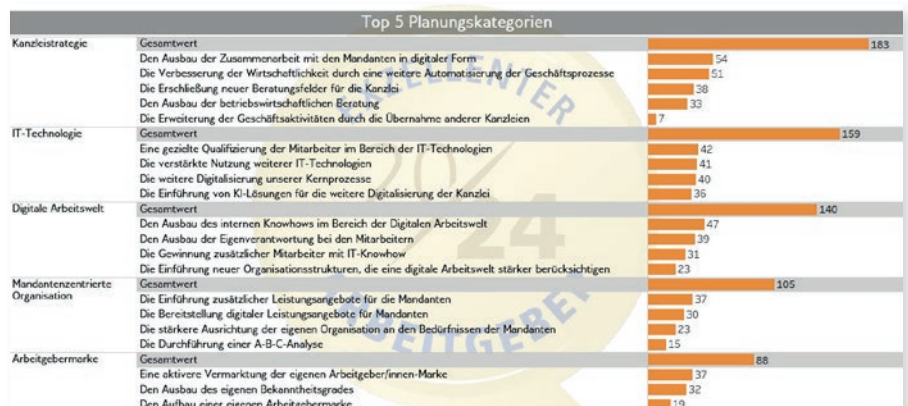 Top 5 Planungskategorien
Kanzleistrategie Gesamtwert 183
Den Ausbau der Zusammenarbeit mit den Mandanten in digitaler Form 54
Die Verbesserung der Wirtschaftlichkeit durch eine weitere Automatisierung der Geschäftsprozesse 51
Die Erschließung neuer Beratungsfelder für die Kanzlei 38
Den Ausbau der betriebswirtschaftlichen Beratung 33
Die Erweiterung der Geschäftsaktivitäten durch die Übernahme anderer Kanzleien 7
IT-Technologie Gesamtwert 159
Eine gezielte Qualifizierung der Mitarbeiter im Bereich der IT-Technologien 42
Die verstärkte Nutzung weiterer IT-Technologien 41
Die weitere Digitalisierung unserer Kernprozesse 40
Die Einführung von KI-Lösungen für die weitere Digitalisierung der Kanzlei 36
Digitale Arbeitswelt Gesamtwert 140
Den Ausbau des internen Knowhows im Bereich der Digitalen Arbeitswelt 47
Den Ausbau der Eigenverantwortung bei den Mitarbeitern 39
Die Gewinnung zusätzlicher Mitarbeiter mit IT-Knowhow 31
Die Einführung neuer Organisationsstrukturen, die eine digitale Arbeitswelt stärker berücksichtigen 23
Mandantenzentrierte Gesamtwert 105
Organisation Die Einführung zusätzlicher Leistungsangebote für die Mandanten 37
Die Bereitstellung digitaler Leistungsangebote für Mandanten 30
Die stärkere Ausrichtung der eigenen Organisation an den Bedürfnissen der Mandanten 23
Die Durchführung einer A-B-C-Analyse 15
Arbeitgebermarke Gesamtwert 88
Eine aktivere Vermarktung der eigenen Arbeitgeber/innen-Marke 37
Den Ausbau des eigenen Bekanntheitsgrades 32
Den Aufbau einer eigenen Arbeitgebermarke 19
EXZELLENTER
20/24
ARBEITGEBER